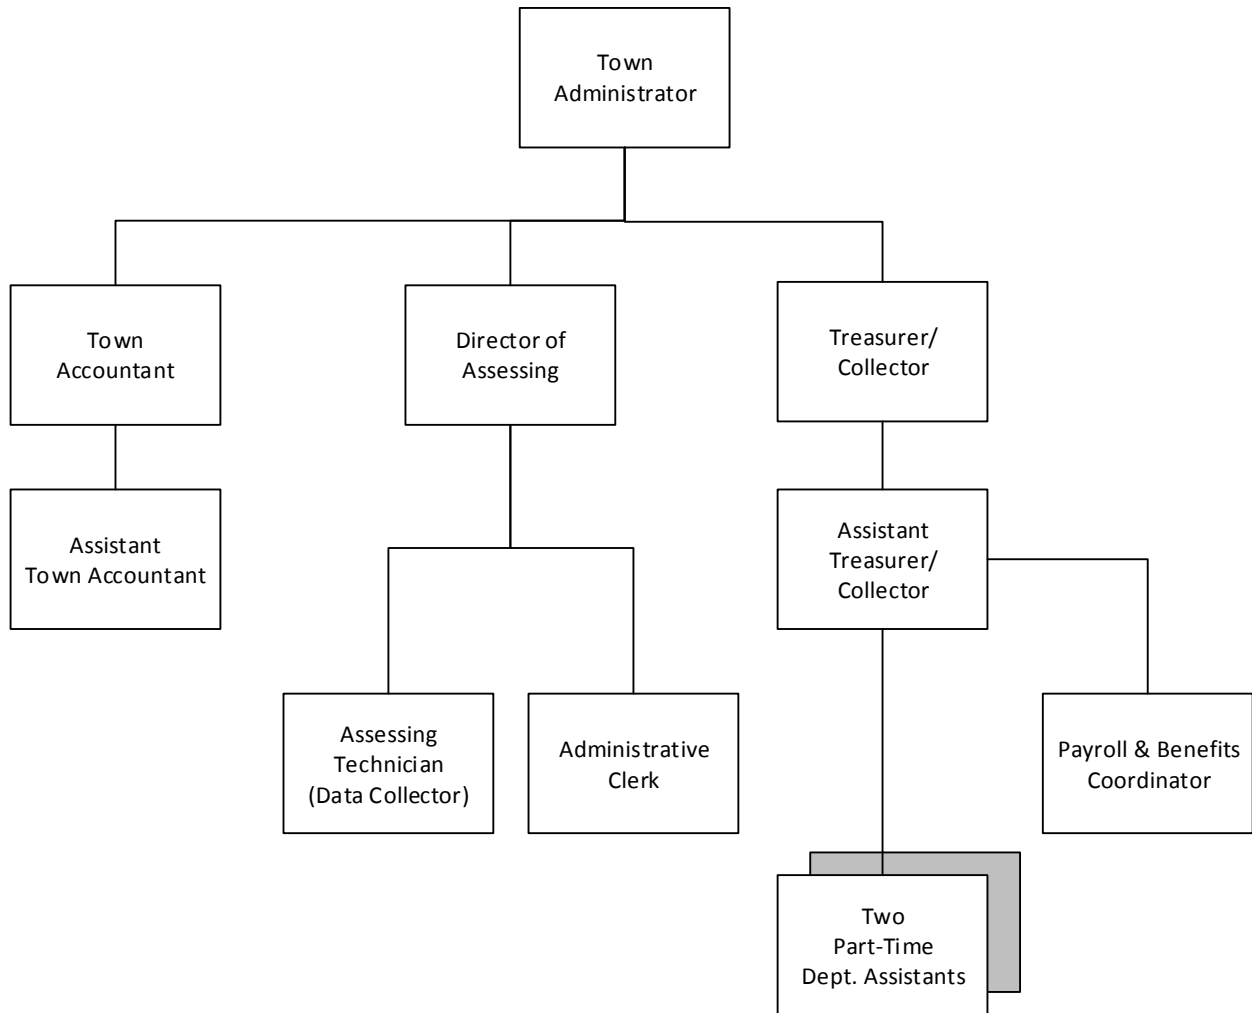 Town
Administrator
Town
Accountant
Director of
Assessing
Treasurer/
Collector
Assistant
Town Accountant
Assistant
Treasurer/
Collector
Assessing
Technician
(Data Collector)
Administrative
Clerk
Payroll & Benefits
Coordinator
Two
Part-Time
Dept. Assistants